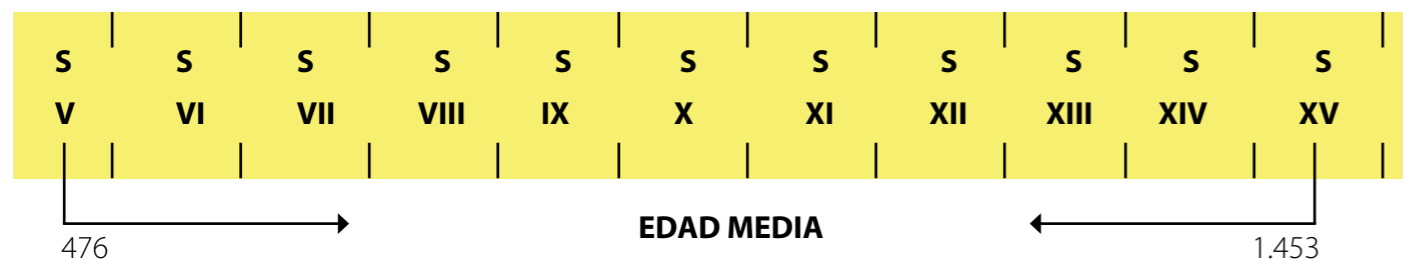 S S S S S S S S S S S
V VI VII VIII IX X XI XII XIII XIV XV
EDAD MEDIA
476 1.453